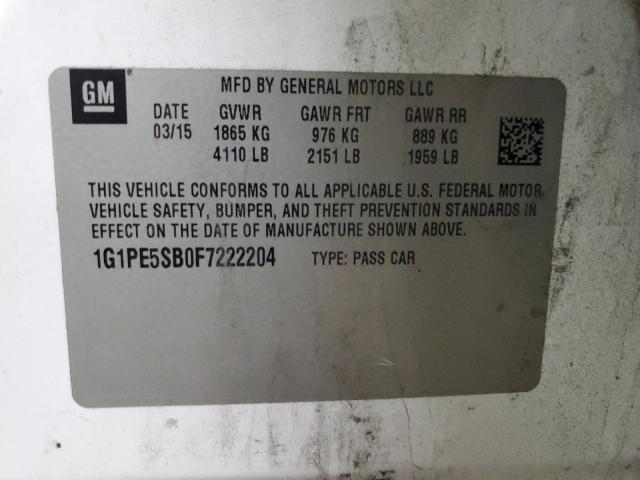 GM
MFD BY GENERAL MOTORS LLC
DATE GVWR GAWR FRT GAWR RR
03/15 1865 KG 976 KG 889 KG
4110 LB 2151 LB 1959 LB
THIS VEHICLE CONFORMS TO ALL APPLICABLE U.S. FEDERAL MOTOR
VEHICLE SAFETY, BUMPER, AND THEFT PREVENTION STANDARDS IN
EFFECT ON THE DATE OF MANUFACTURE SHOWN ABOVE.
1G1PE5SB0F7222204 TYPE: PASS CAR